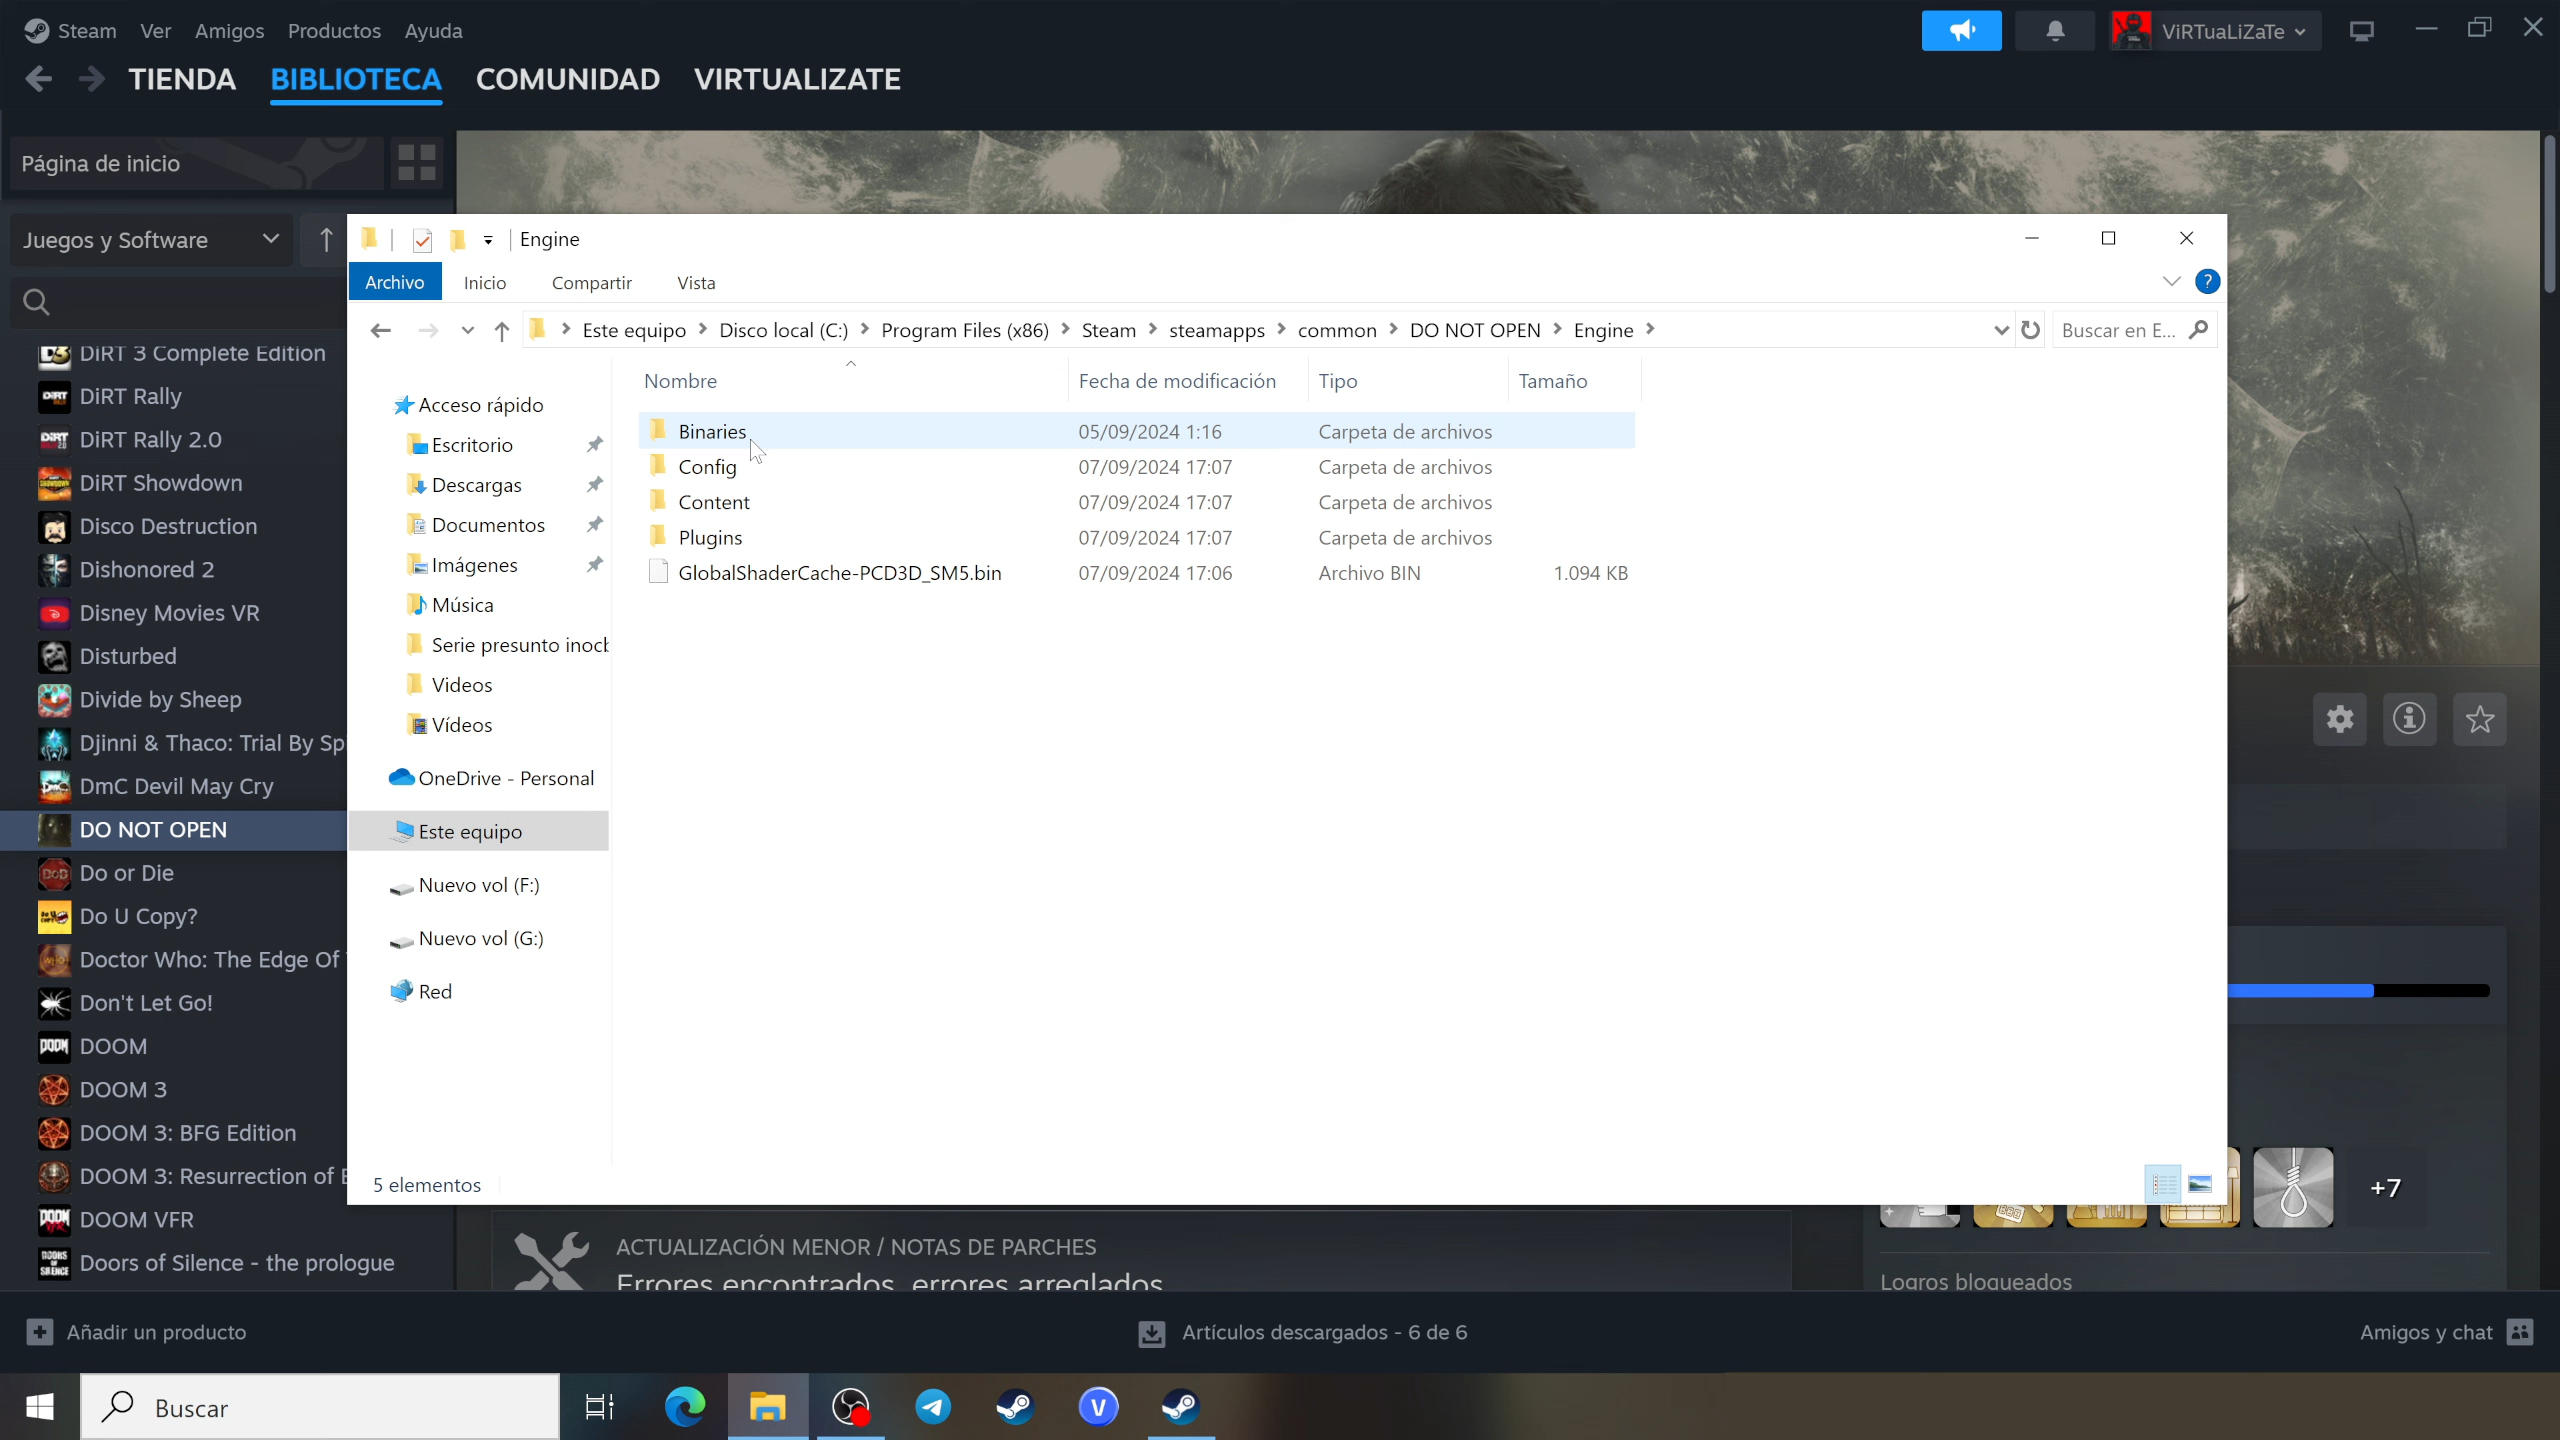 Steam Ver Amigos Productos Ayuda
ViRTuaLiZaTe
TIENDA BIBLIOTECA COMUNIDAD VIRTUALIZATE
Página de inicio
Juegos y Software
DiRT 3 Complete Edition
DiRT Rally
DiRT Rally 2.0
DiRT Showdown
Disco Destruction
Dishonored 2
Disney Movies VR
Disturbed
Divide by Sheep
Djinni & Thaco: Trial By Sp
DmC Devil May Cry
DO NOT OPEN
Do or Die
Do U Copy?
Doctor Who: The Edge Of
Don't Let Go!
DOOM
DOOM 3
DOOM 3: BFG Edition
DOOM 3: Resurrection of E
DOOM VFR
Doors of Silence - the prologue
Engine
Archivo Inicio Compartir Vista
?
Este equipo Disco local (C:) Program Files (x86) Steam steamapps common DO NOT OPEN Engine
Buscar en E...
Acceso rápido
Escritorio
Descargas
Documentos
Imágenes
Música
Serie presunto inoc
Videos
Vídeos
OneDrive - Personal
Este equipo
Nuevo vol (F:)
Nuevo vol (G:)
Red
Nombre Fecha de modificación Tipo Tamaño
Binaries 05/09/2024 1:16 Carpeta de archivos
Config 07/09/2024 17:07 Carpeta de archivos
Content 07/09/2024 17:07 Carpeta de archivos
Plugins 07/09/2024 17:07 Carpeta de archivos
GlobalShaderCache-PCD3D_SM5.bin 07/09/2024 17:06 Archivo BIN 1.094 KB
5 elementos
+7
ACTUALIZACIÓN MENOR / NOTAS DE PARCHES
Errores encontrados, errores arreglados
Logros bloqueados
Añadir un producto
Artículos descargados - 6 de 6
Amigos y chat
Buscar